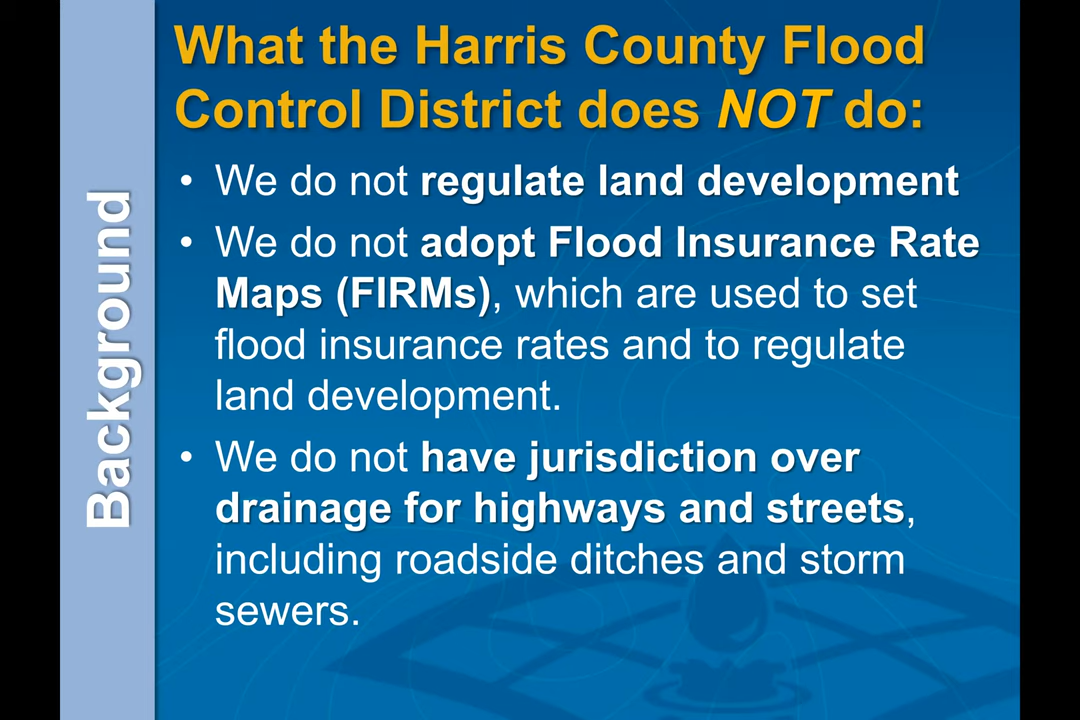 What the Harris County Flood
Control District does NOT do:
Background
• We do not regulate land development
• We do not adopt Flood Insurance Rate
Maps (FIRMs), which are used to set
flood insurance rates and to regulate
land development.
• We do not have jurisdiction over
drainage for highways and streets,
including roadside ditches and storm
sewers.